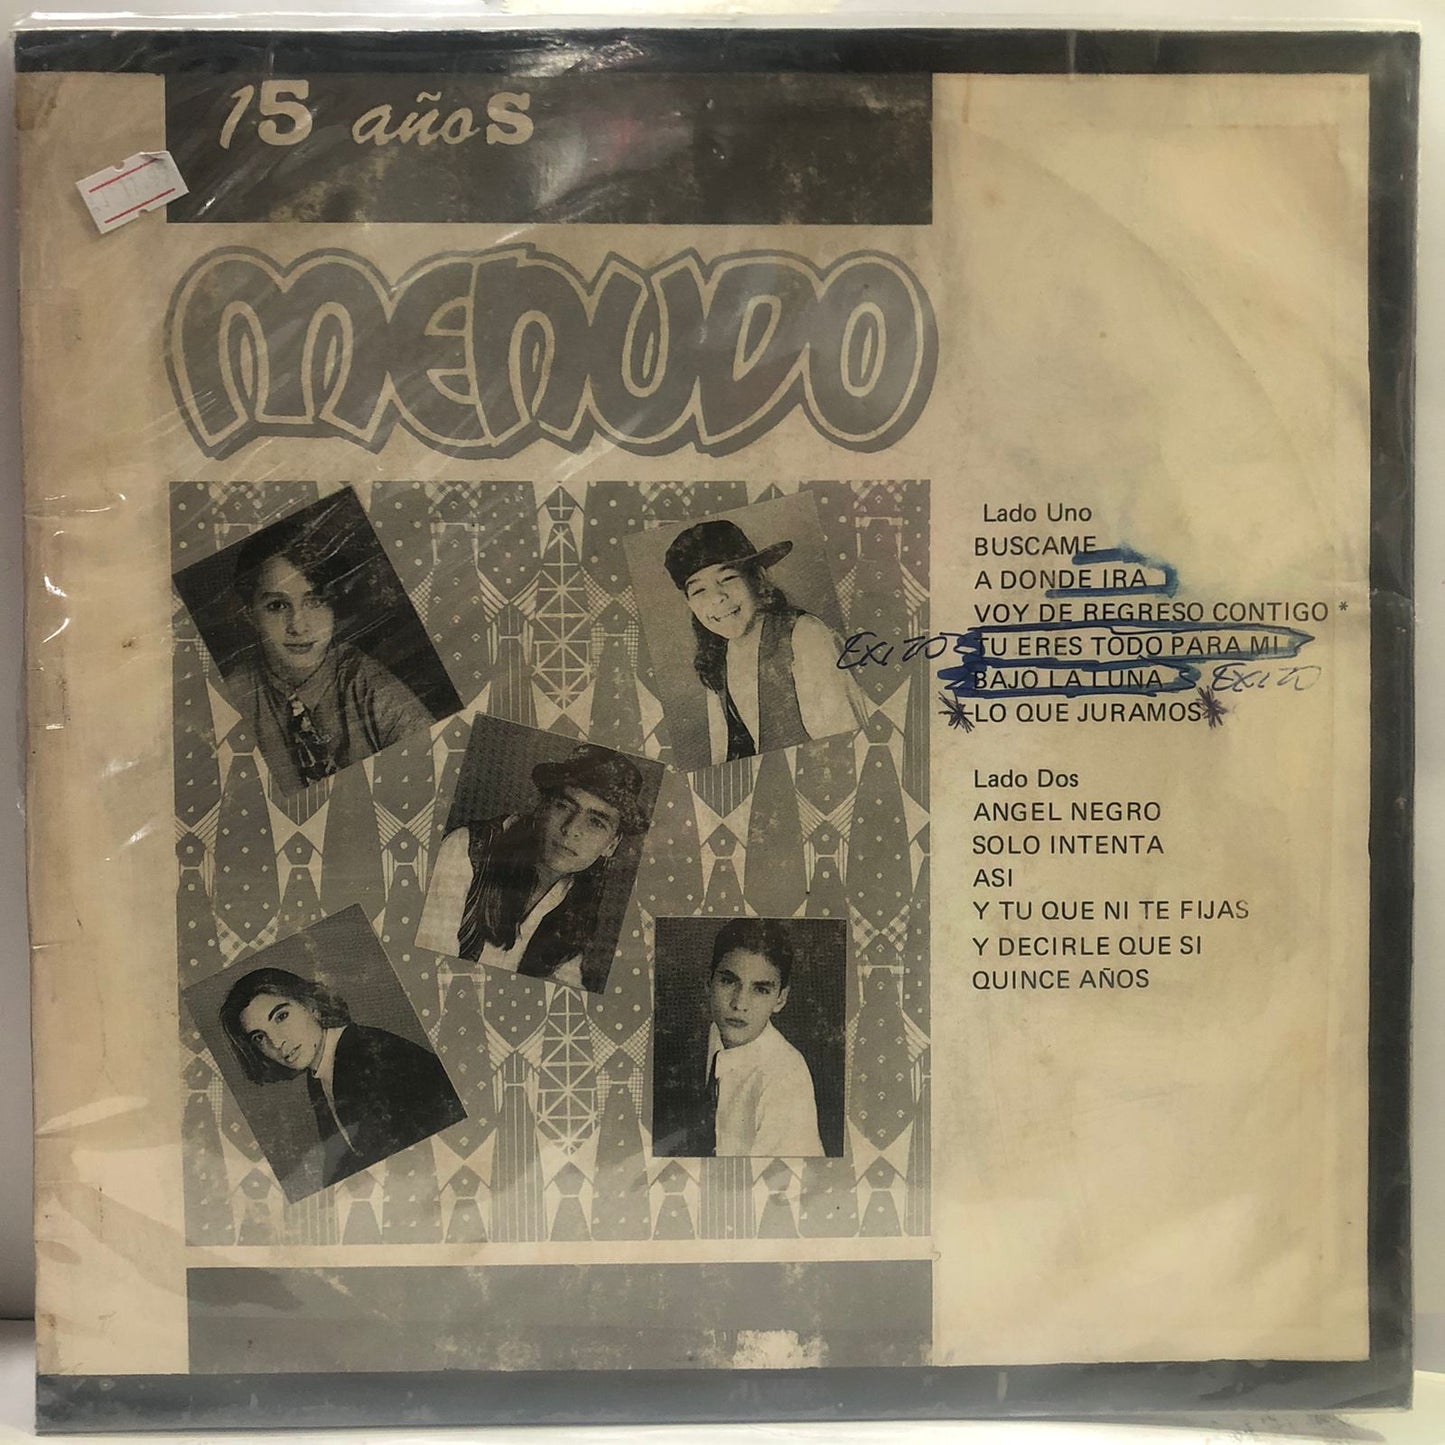 15 años
MENUDO
Lado Uno
BUSCAME
A DONDE IRA
VOY DE REGRESO CONTIGO *
EXITO TU ERES TODO PARA MI
BAJO LA LUNA EXITO
*LO QUE JURAMOS*
Lado Dos
ANGEL NEGRO
SOLO INTENTA
ASI
Y TU QUE NI TE FIJAS
Y DECIRLE QUE SI
QUINCE AÑOS